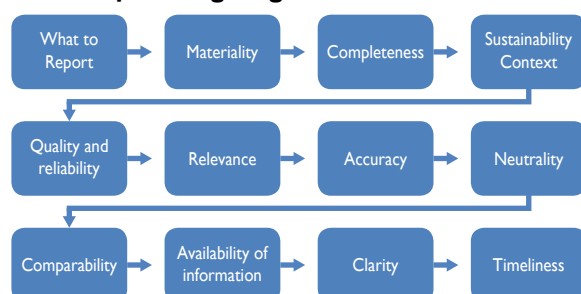 What to
Report
Materiality
Completeness
Sustainability
Context
Quality and
reliability
Relevance
Accuracy
Neutrality
Comparability
Availability of
information
Clarity
Timeliness